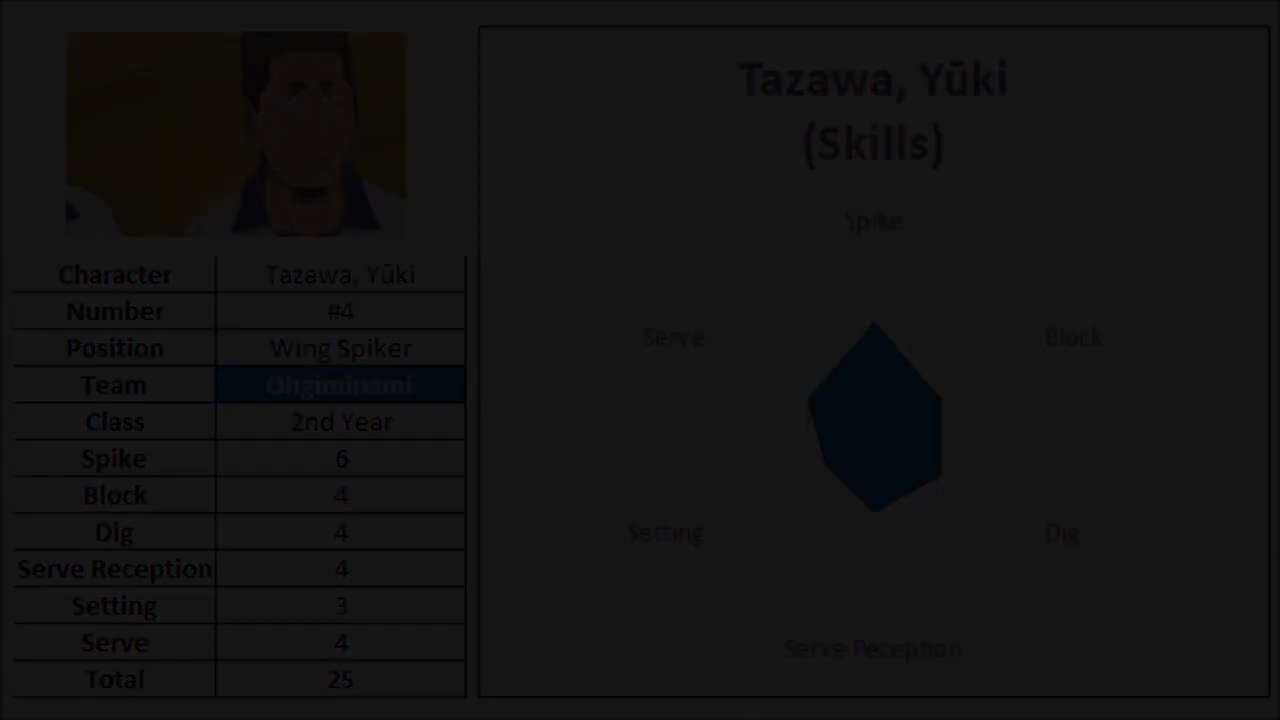 Tazawa, Yūki
(Skills)
Spike
Serve
Block
Setting
Dig
Serve Reception
Character Tazawa, Yūki
Number #4
Position Wing Spiker
Team Ohgiminami
Class 2nd Year
Spike 6
Block 4
Dig 4
Serve Reception 4
Setting 3
Serve 4
Total 25